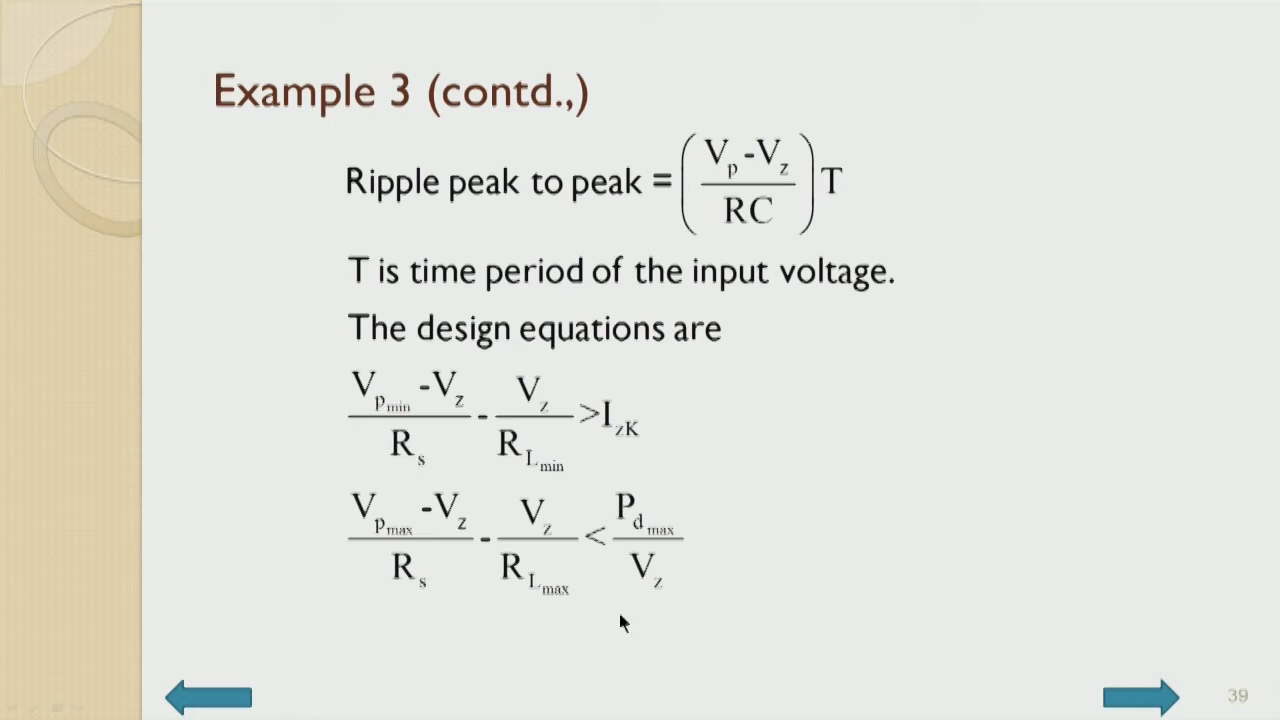 Example 3 (contd.,)
Ripple peak to peak = ((V_p - V_z) / RC) T
T is time period of the input voltage.
The design equations are
(V_p_min - V_z) / R_s - V_z / R_L_min > I_zK
(V_p_max - V_z) / R_s - V_z / R_L_max < P_d_max / V_z
39